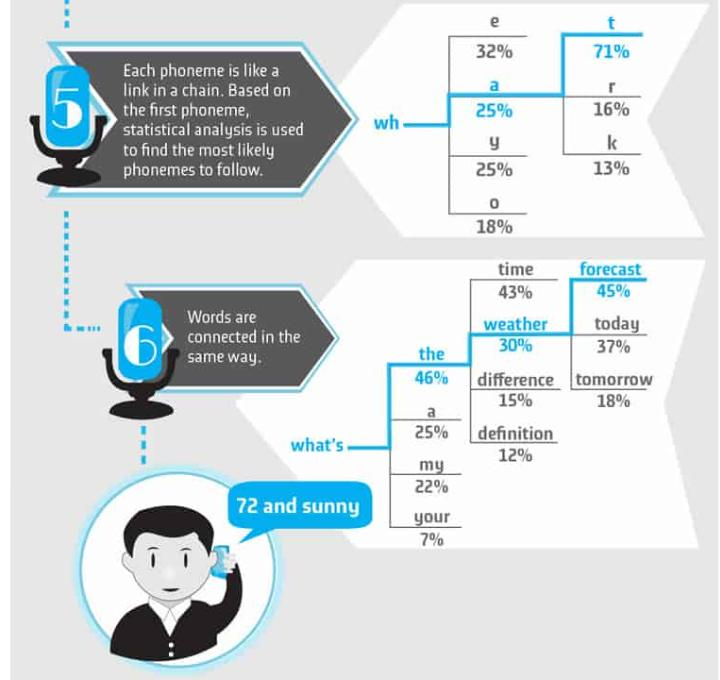 5
Each phoneme is like a
link in a chain. Based on
the first phoneme,
statistical analysis is used
to find the most likely
phonemes to follow.
wh
e
32%
a
25%
y
25%
o
18%
t
71%
r
16%
k
13%
6
Words are
connected in the
same way.
what's
the
46%
a
25%
my
22%
your
7%
time
43%
weather
30%
difference
15%
definition
12%
forecast
45%
today
37%
tomorrow
18%
72 and sunny